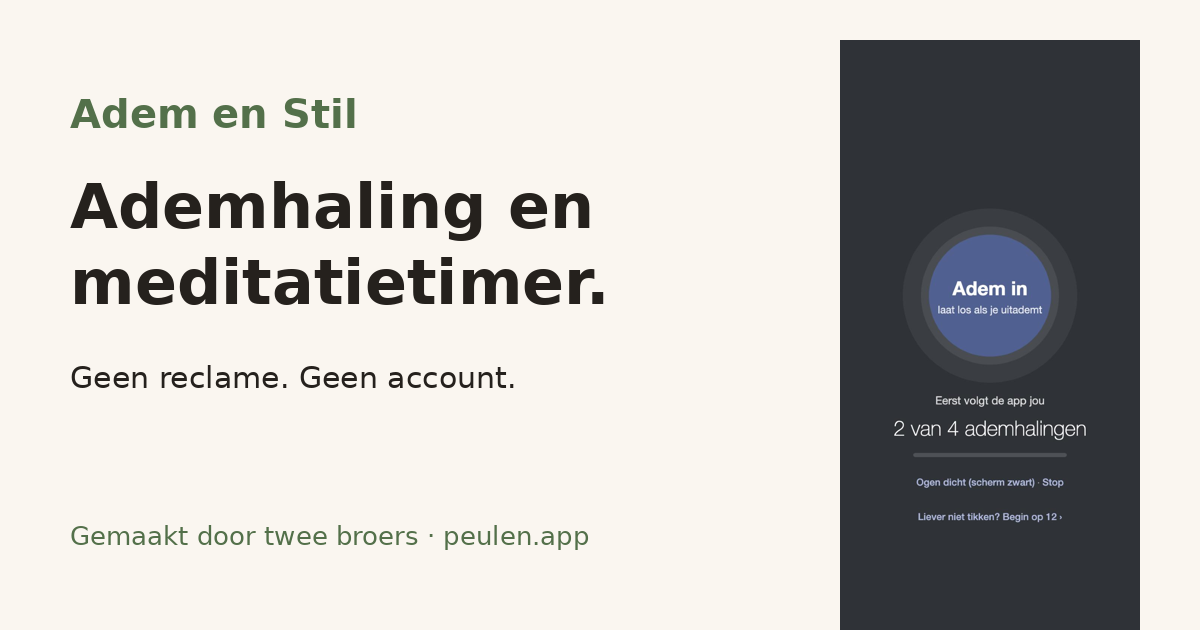 Adem en Stil
Ademhaling en
meditatietimer.
Geen reclame. Geen account.
Gemaakt door twee broers · peulen.app
Adem in
laat los als je uitademt
Eerst volgt de app jou
2 van 4 ademhalingen
Ogen dicht (scherm zwart) · Stop
Liever niet tikken? Begin op 12 ›